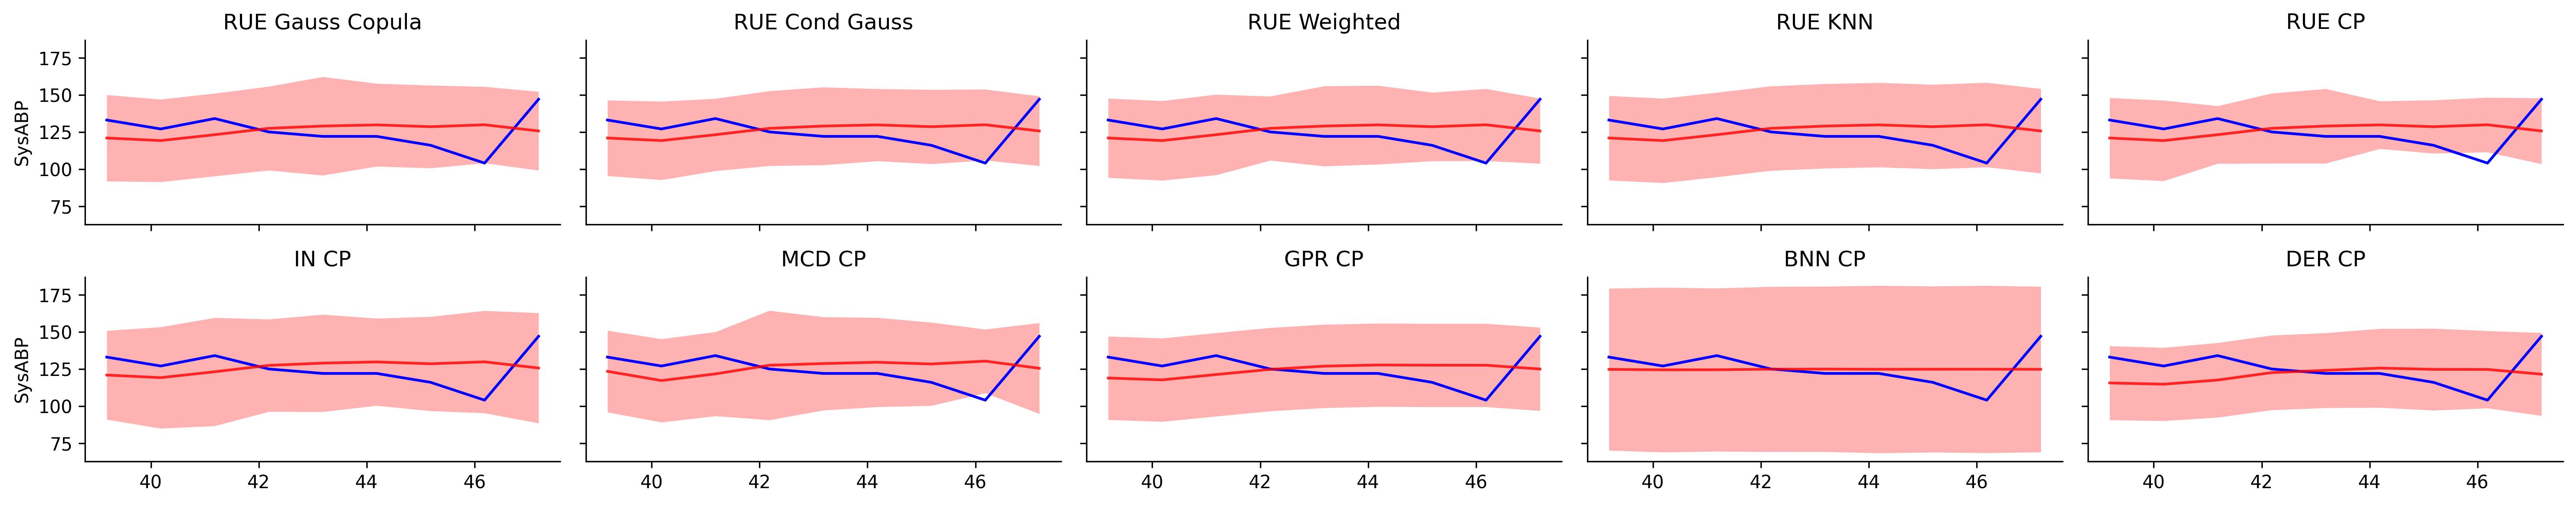 RUE Gauss Copula
RUE Cond Gauss
RUE Weighted
RUE KNN
RUE CP
175
150
125
100
75
SysABP
IN CP
MCD CP
GPR CP
BNN CP
DER CP
175
150
125
100
75
SysABP
40 42 44 46
40 42 44 46
40 42 44 46
40 42 44 46
40 42 44 46